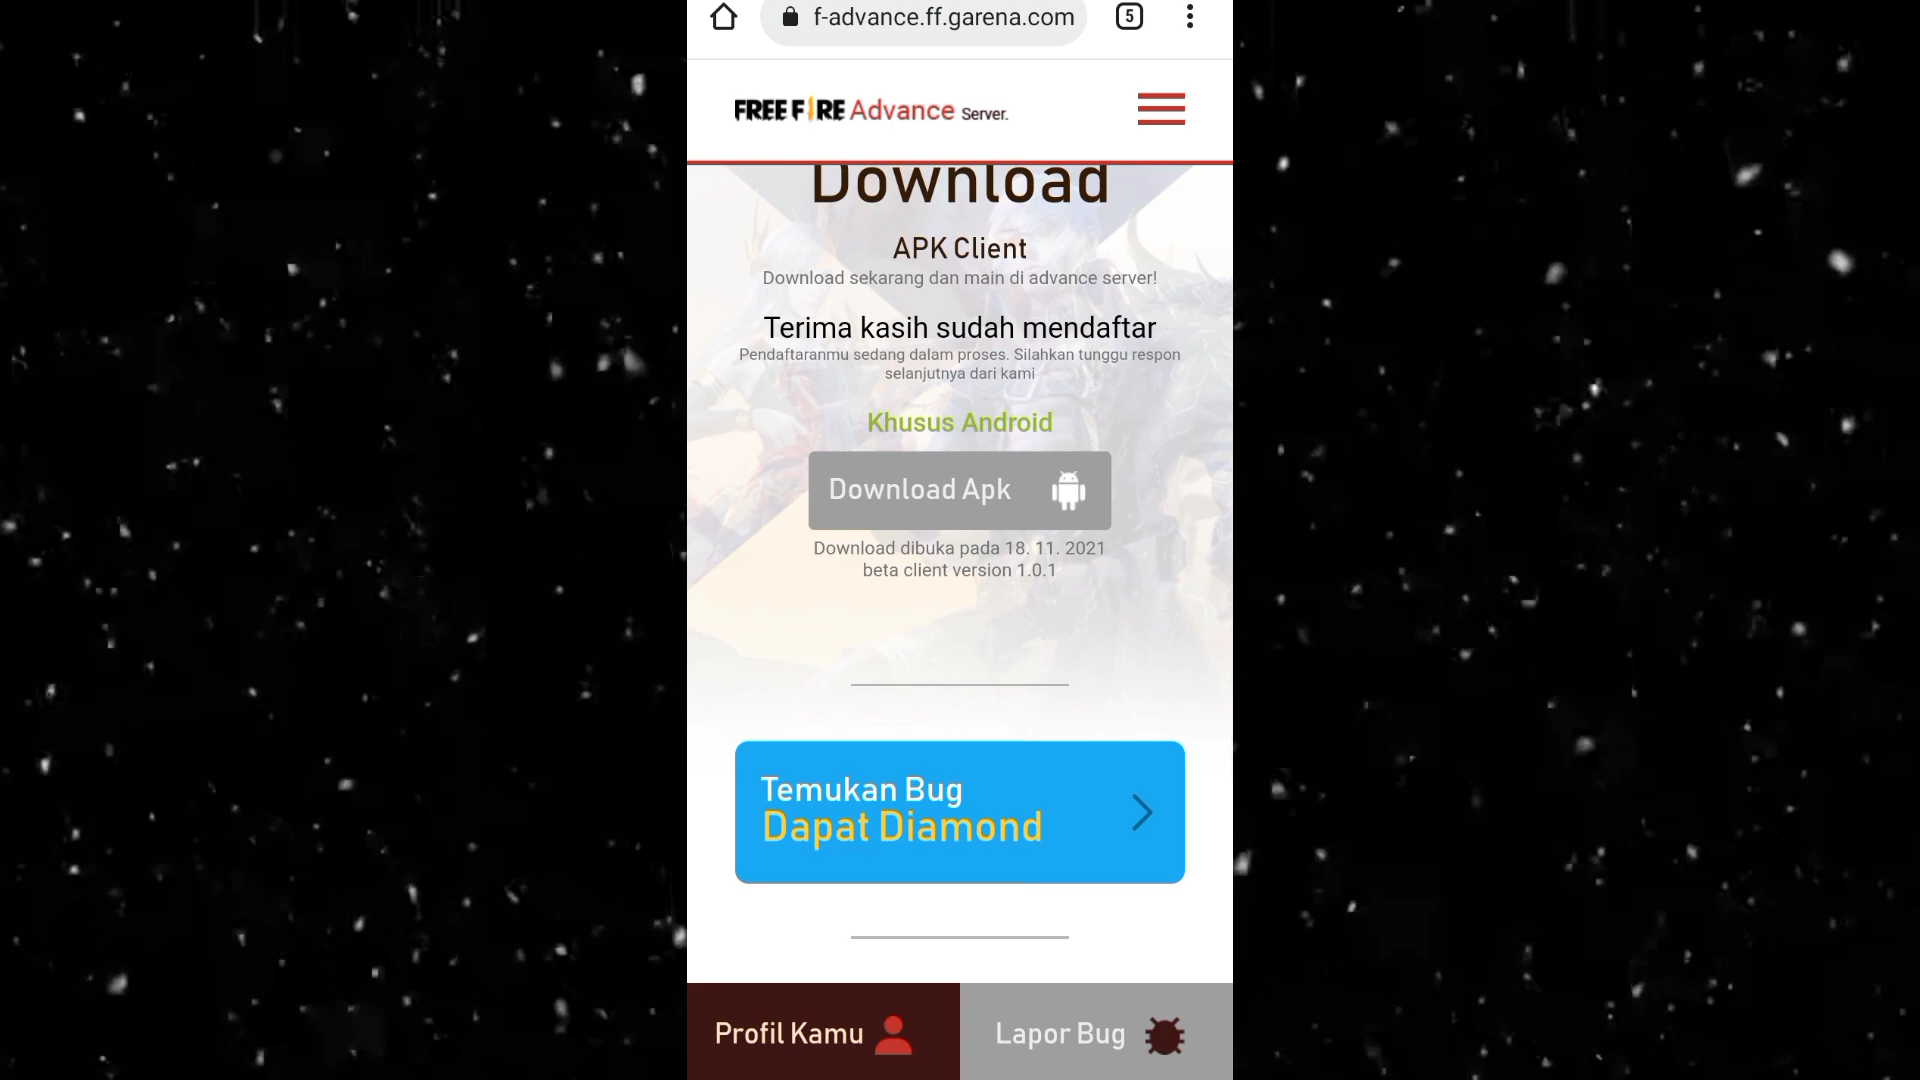 f-advance.ff.garena.com
5
FREE FIRE Advance Server.
Download
APK Client
Download sekarang dan main di advance server!
Terima kasih sudah mendaftar
Pendaftaranmu sedang dalam proses. Silahkan tunggu respon
selanjutnya dari kami
Khusus Android
Download Apk
Download dibuka pada 18. 11. 2021
beta client version 1.0.1
Temukan Bug
Dapat Diamond
Profil Kamu
Lapor Bug